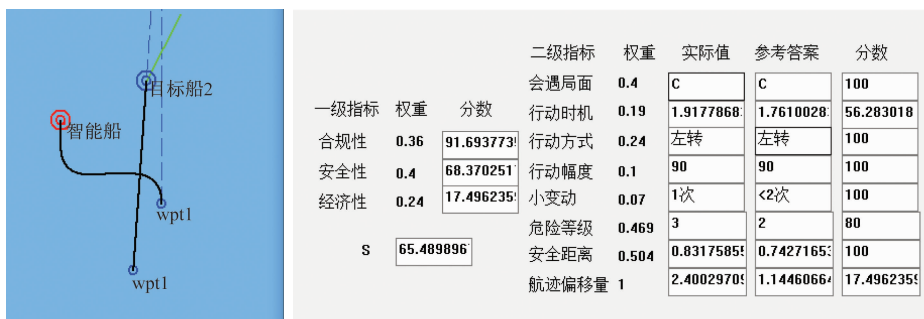 目标船2
智能船
wpt1
wpt1
一级指标 权重 分数
合规性 0.36 91.6937739
安全性 0.4 68.370251
经济性 0.24 17.4962359
S 65.489896
二级指标 权重 实际值 参考答案 分数
会遇局面 0.4 C C 100
行动时机 0.19 1.9177868 1.7610028 56.283018
行动方式 0.24 左转 左转 100
行动幅度 0.1 90 90 100
小变动 0.07 1次 <2次 100
危险等级 0.469 3 2 80
安全距离 0.504 0.8317585 0.7427165 100
航迹偏移量 1 2.4002970 1.1446066 17.4962359